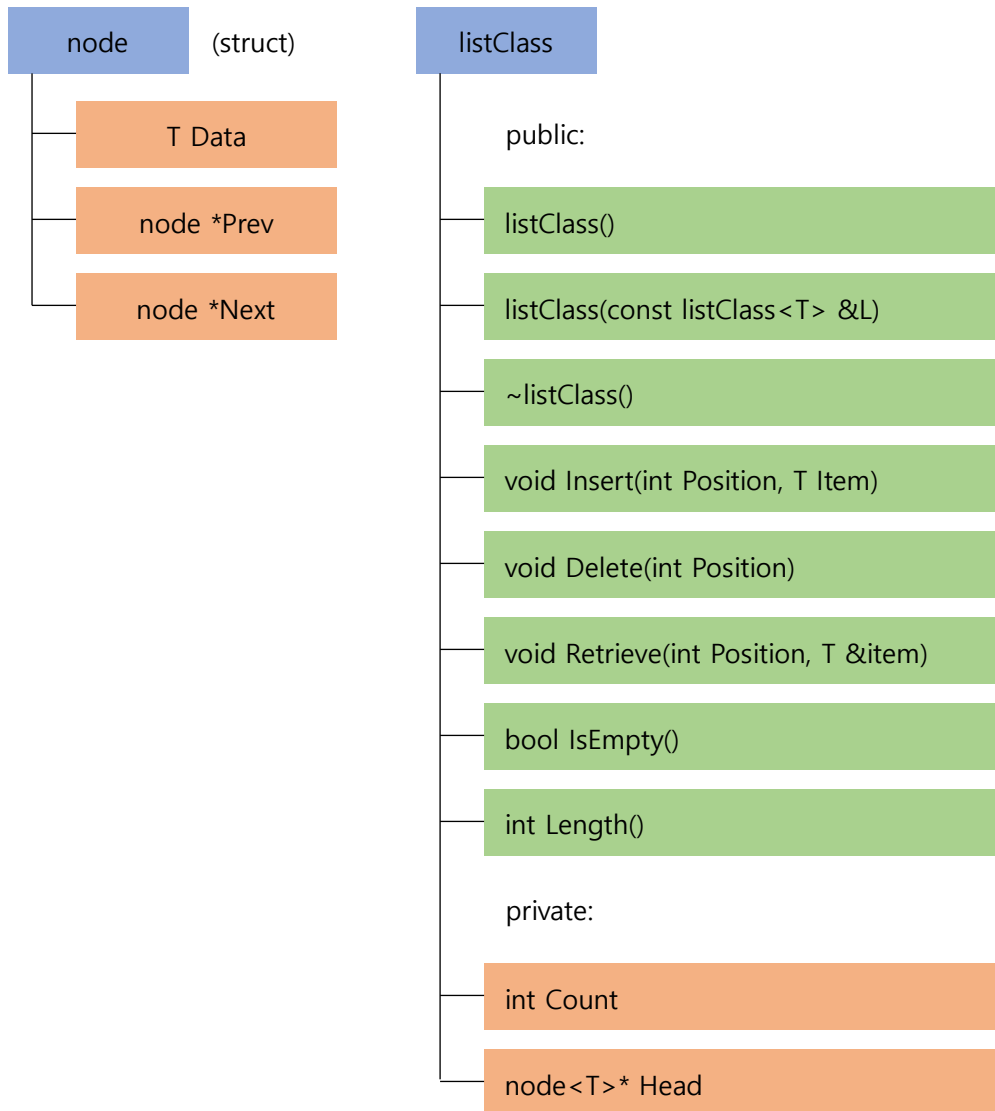 node (struct)
T Data
node *Prev
node *Next
listClass
public:
listClass()
listClass(const listClass<T> &L)
~listClass()
void Insert(int Position, T Item)
void Delete(int Position)
void Retrieve(int Position, T &item)
bool IsEmpty()
int Length()
private:
int Count
node<T>* Head